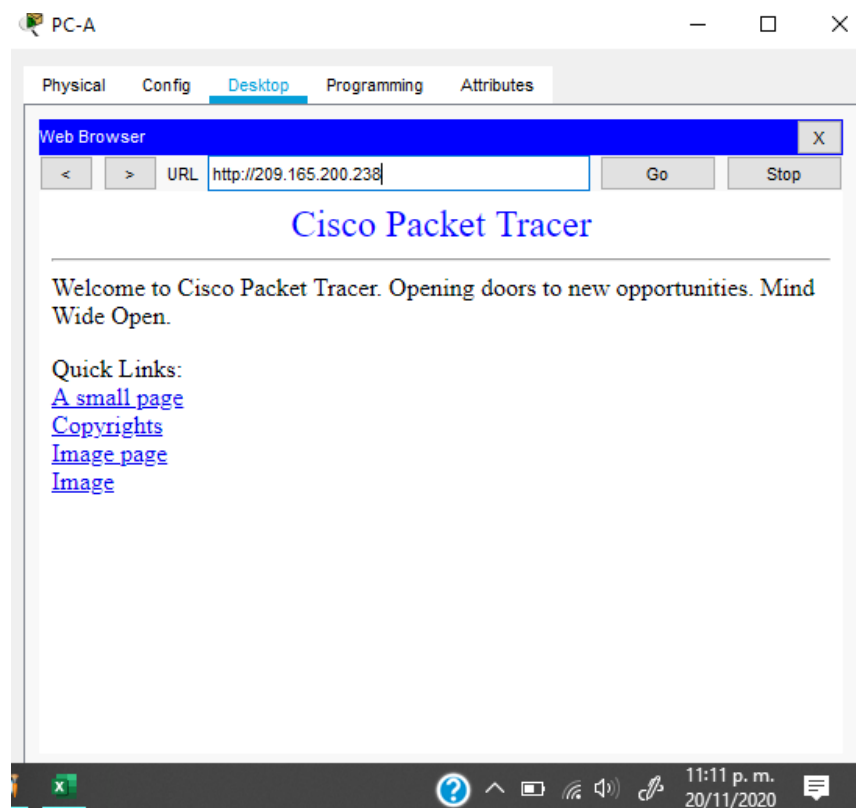 PC-A
Physical Config Desktop Programming Attributes
Web Browser X
< > URL http://209.165.200.238 Go Stop
Cisco Packet Tracer
Welcome to Cisco Packet Tracer. Opening doors to new opportunities. Mind
Wide Open.
Quick Links:
A small page
Copyrights
Image page
Image
11:11 p. m.
20/11/2020